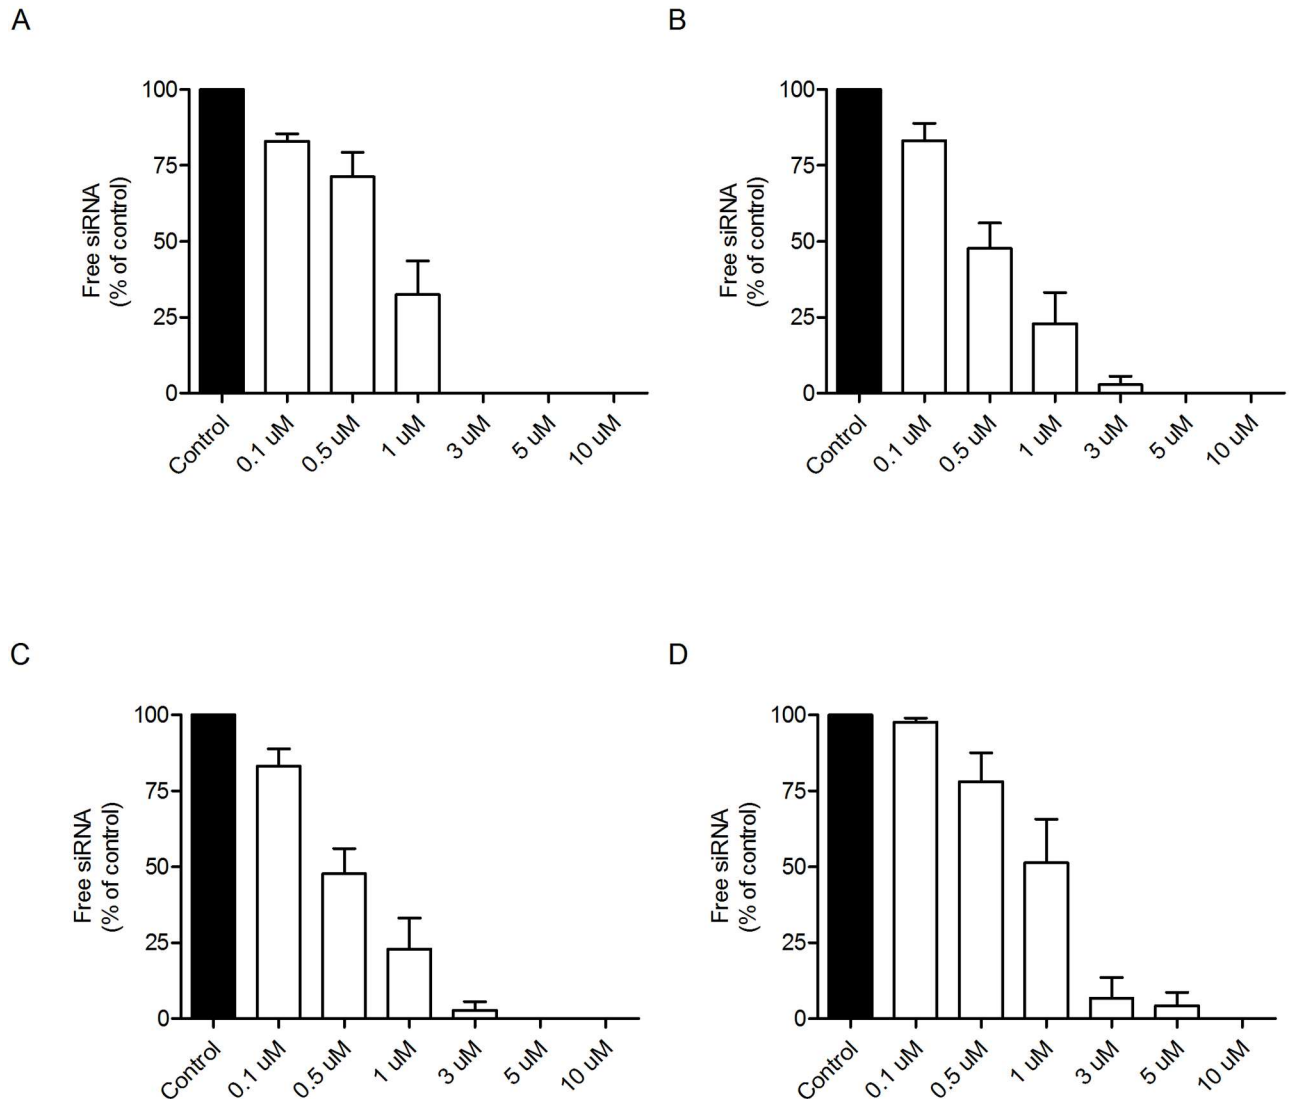 A
100
75
50
25
0
Free siRNA
(% of control)
Control
0.1 uM
0.5 uM
1 uM
3 uM
5 uM
10 uM
B
100
75
50
25
0
Free siRNA
(% of control)
Control
0.1 uM
0.5 uM
1 uM
3 uM
5 uM
10 uM
C
100
75
50
25
0
Free siRNA
(% of control)
Control
0.1 uM
0.5 uM
1 uM
3 uM
5 uM
10 uM
D
100
75
50
25
0
Free siRNA
(% of control)
Control
0.1 uM
0.5 uM
1 uM
3 uM
5 uM
10 uM